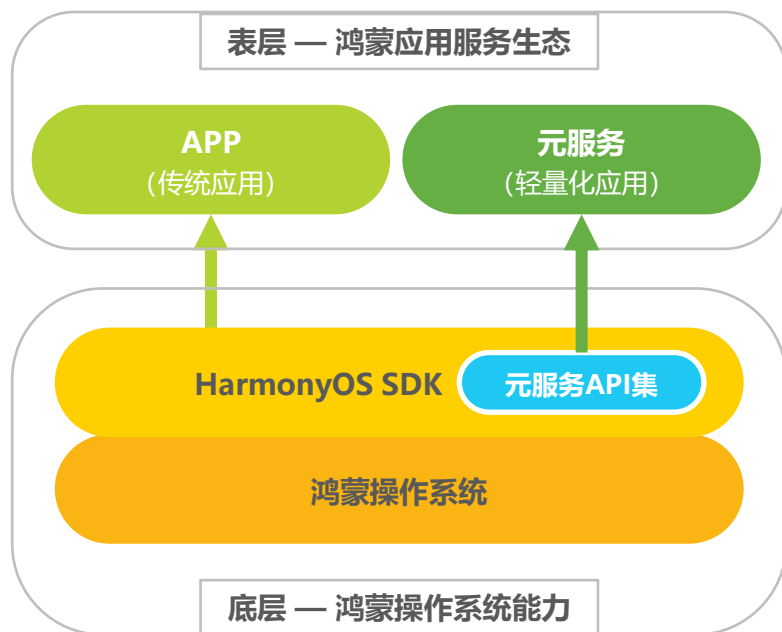 表层 — 鸿蒙应用服务生态
APP
（传统应用）
元服务
（轻量化应用）
HarmonyOS SDK
元服务API集
鸿蒙操作系统
底层 — 鸿蒙操作系统能力